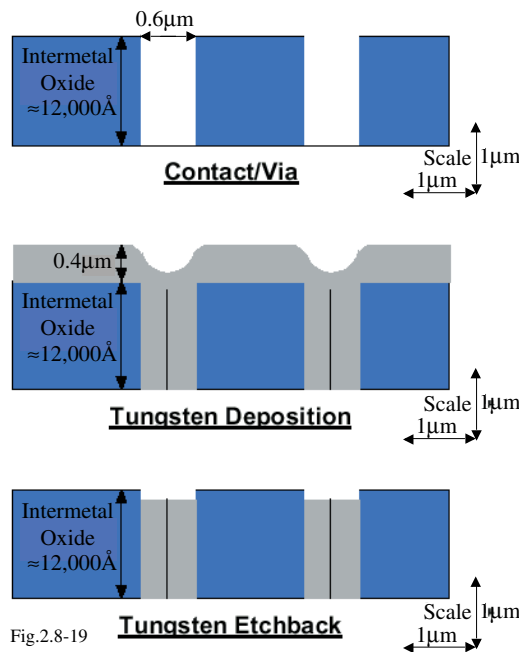 0.6μm
Intermetal
Oxide
≈12,000Å
Contact/Via
Scale
1μm
1μm
0.4μm
Intermetal
Oxide
≈12,000Å
Tungsten Deposition
Scale
1μm
1μm
Intermetal
Oxide
≈12,000Å
Tungsten Etchback
Scale
1μm
1μm
Fig.2.8-19